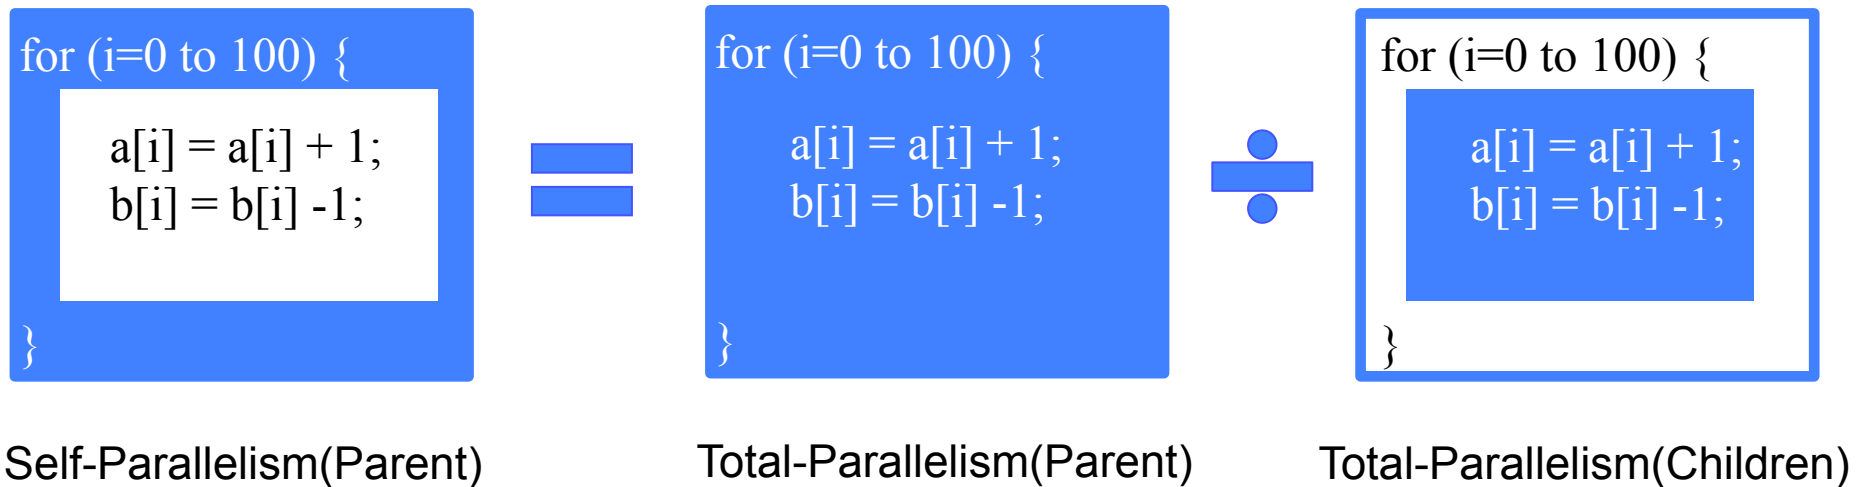 for (i=0 to 100) {
a[i] = a[i] + 1;
b[i] = b[i] -1;
}
Self-Parallelism(Parent)
for (i=0 to 100) {
a[i] = a[i] + 1;
b[i] = b[i] -1;
}
Total-Parallelism(Parent)
for (i=0 to 100) {
a[i] = a[i] + 1;
b[i] = b[i] -1;
}
Total-Parallelism(Children)